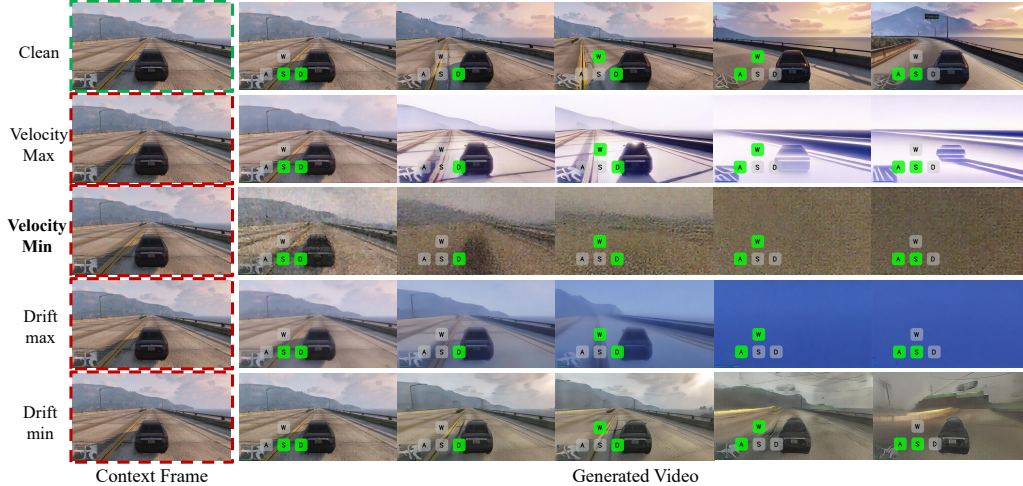 Clean
W W W W W
A S D A S D A S D A S D A S D
Velocity
Max
W W W W W
A S D A S D A S D A S D A S D
Velocity
Min
W W W W W
A S D A S D A S D A S D A S D
Drift
max
W W W W W
A S D A S D A S D A S D A S D
Drift
min
W W W W W
A S D A S D A S D A S D A S D
Context Frame
Generated Video